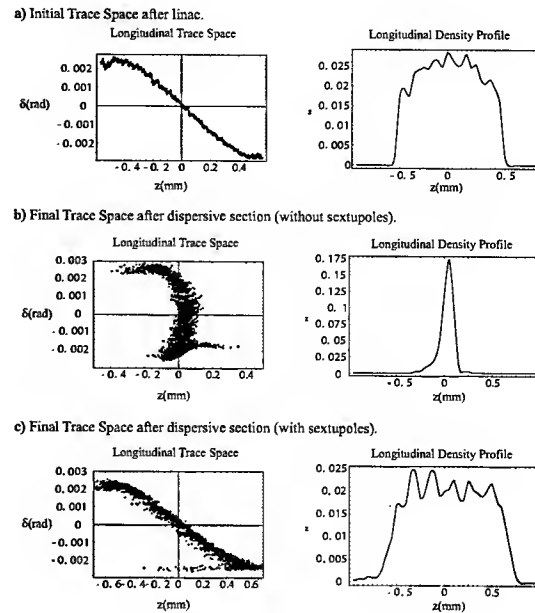 a) Initial Trace Space after linac.
Longitudinal Trace Space
Longitudinal Density Profile
0. 002
0. 001
δ(rad) 0
- 0. 001
- 0. 002
- 0. 4 - 0. 2 0 0. 2 0. 4
z(mm)
0. 025
0. 02
0. 015
0. 01
0. 005
0
- 0. 5 0 0. 5
z(mm)
b) Final Trace Space after dispersive section (without sextupoles).
Longitudinal Trace Space
Longitudinal Density Profile
0. 003
0. 002
0. 001
δ(rad) 0
- 0. 001
- 0. 002
- 0. 4 - 0. 2 0 0. 2 0. 4
z(mm)
0. 175
0. 15
0. 125
0. 1
0. 075
0. 05
0. 025
0
- 0. 5 0 0. 5
z(mm)
c) Final Trace Space after dispersive section (with sextupoles).
Longitudinal Trace Space
Longitudinal Density Profile
0. 003
0. 002
0. 001
δ(rad) 0
- 0. 001
- 0. 002
- 0. 6 - 0. 4 - 0. 2 0 0. 2 0. 4 0. 6
z(mm)
0. 025
0. 02
0. 015
0. 01
0. 005
0
- 0. 5 0 0. 5
z(mm)